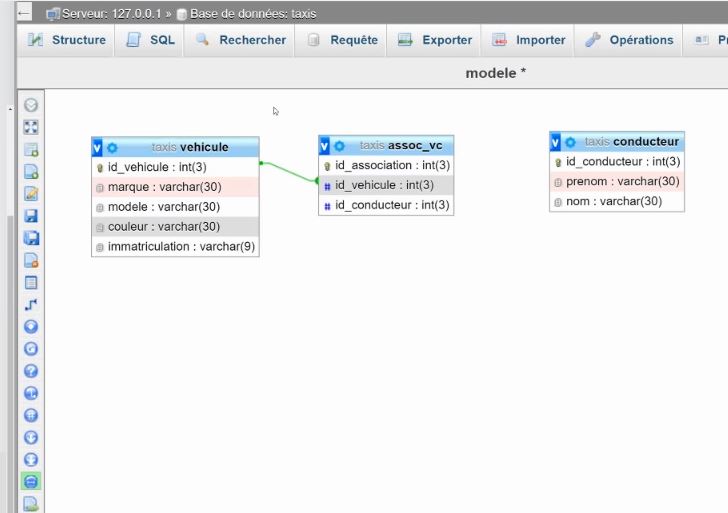 Serveur: 127.0.0.1 » Base de données: taxis
Structure SQL Rechercher Requête Exporter Importer Opérations
modele *
v taxis vehicule
id_vehicule : int(3)
marque : varchar(30)
modele : varchar(30)
couleur : varchar(30)
immatriculation : varchar(9)
v taxis assoc_vc
id_association : int(3)
# id_vehicule : int(3)
# id_conducteur : int(3)
v taxis conducteur
id_conducteur : int(3)
prenom : varchar(30)
nom : varchar(30)